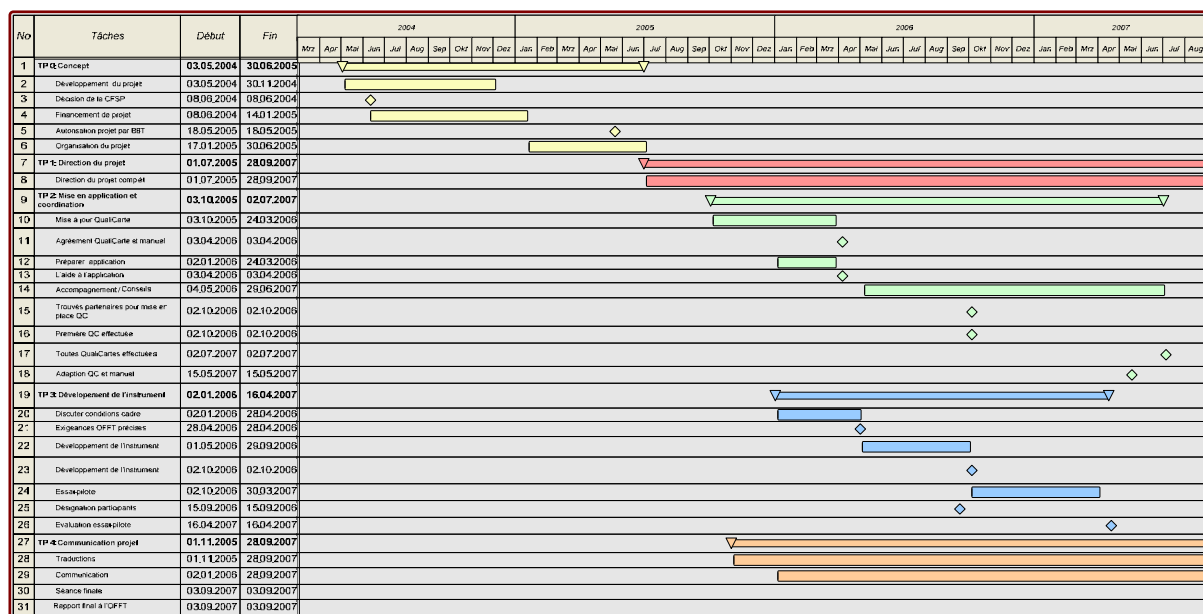 No Tâches Début Fin 2004 2005 2006 2007
Mrz Apr Mai Jun Jul Aug Sep Okt Nov Dez Jan Feb Mrz Apr Mai Jun Jul Aug Sep Okt Nov Dez Jan Feb Mrz Apr Mai Jun Jul Aug Sep Okt Nov Dez Jan Feb Mrz Apr Mai Jun Jul Aug
1 TP 0: Concept 03.05.2004 30.06.2005
2 Développement du projet 03.05.2004 30.11.2004
3 Décision de la CFSP 08.06.2004 08.06.2004
4 Financement de projet 08.06.2004 14.01.2005
5 Autorisation projet par BBT 18.05.2005 18.05.2005
6 Organisation du projet 17.01.2005 30.06.2005
7 TP 1: Direction du projet 01.07.2005 28.09.2007
8 Direction du projet complèt 01.07.2005 28.09.2007
9 TP 2: Mise en application et
coordination 03.10.2005 02.07.2007
10 Mise à jour QualiCarte 03.10.2005 24.03.2006
11 Agréement QualiCarte et manuel 03.04.2006 03.04.2006
12 Préparer application 02.01.2006 24.03.2006
13 L'aide à l'application 03.04.2006 03.04.2006
14 Accompagnement / Conseils 04.05.2006 29.06.2007
15 Trouvés partenaires pour mise en
place QC 02.10.2006 02.10.2006
16 Première QC effectuée 02.10.2006 02.10.2006
17 Toutes QualiCartes effectuées 02.07.2007 02.07.2007
18 Adaption QC et manuel 15.05.2007 15.05.2007
19 TP 3: Dévelopement de l'instrument 02.01.2006 16.04.2007
20 Discuter conditions cadre 02.01.2006 28.04.2006
21 Exigeances OFFT précises 28.04.2006 28.04.2006
22 Développement de l'instrument 01.05.2006 29.09.2006
23 Développement de l'instrument 02.10.2006 02.10.2006
24 Essai-pilote 02.10.2006 30.03.2007
25 Désignation participants 15.09.2006 15.09.2006
26 Evaluation essai-pilote 16.04.2007 16.04.2007
27 TP 4: Communication projet 01.11.2005 28.09.2007
28 Traductions 01.11.2005 28.09.2007
29 Communication 02.01.2006 28.09.2007
30 Séance finale 03.09.2007 03.09.2007
31 Rapport final à l'OFFT 03.09.2007 03.09.2007